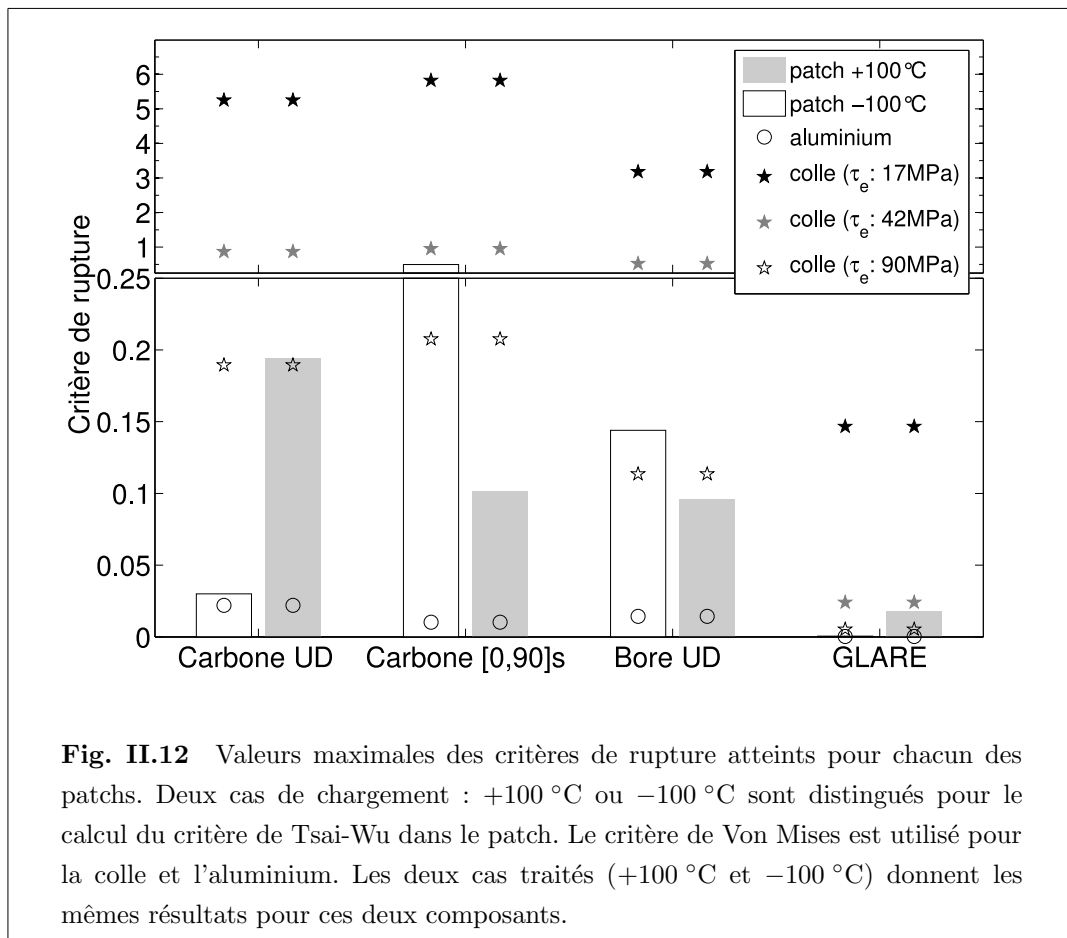 6
5
4
3
2
1
0.25
0.2
0.15
0.1
0.05
0
Critère de rupture
patch +100°C
patch −100°C
aluminium
colle (τ_e: 17MPa)
colle (τ_e: 42MPa)
colle (τ_e: 90MPa)
Carbone UD
Carbone [0,90]s
Bore UD
GLARE
Fig. II.12 Valeurs maximales des critères de rupture atteints pour chacun des
patchs. Deux cas de chargement : +100 °C ou −100 °C sont distingués pour le
calcul du critère de Tsai-Wu dans le patch. Le critère de Von Mises est utilisé pour
la colle et l'aluminium. Les deux cas traités (+100 °C et −100 °C) donnent les
mêmes résultats pour ces deux composants.